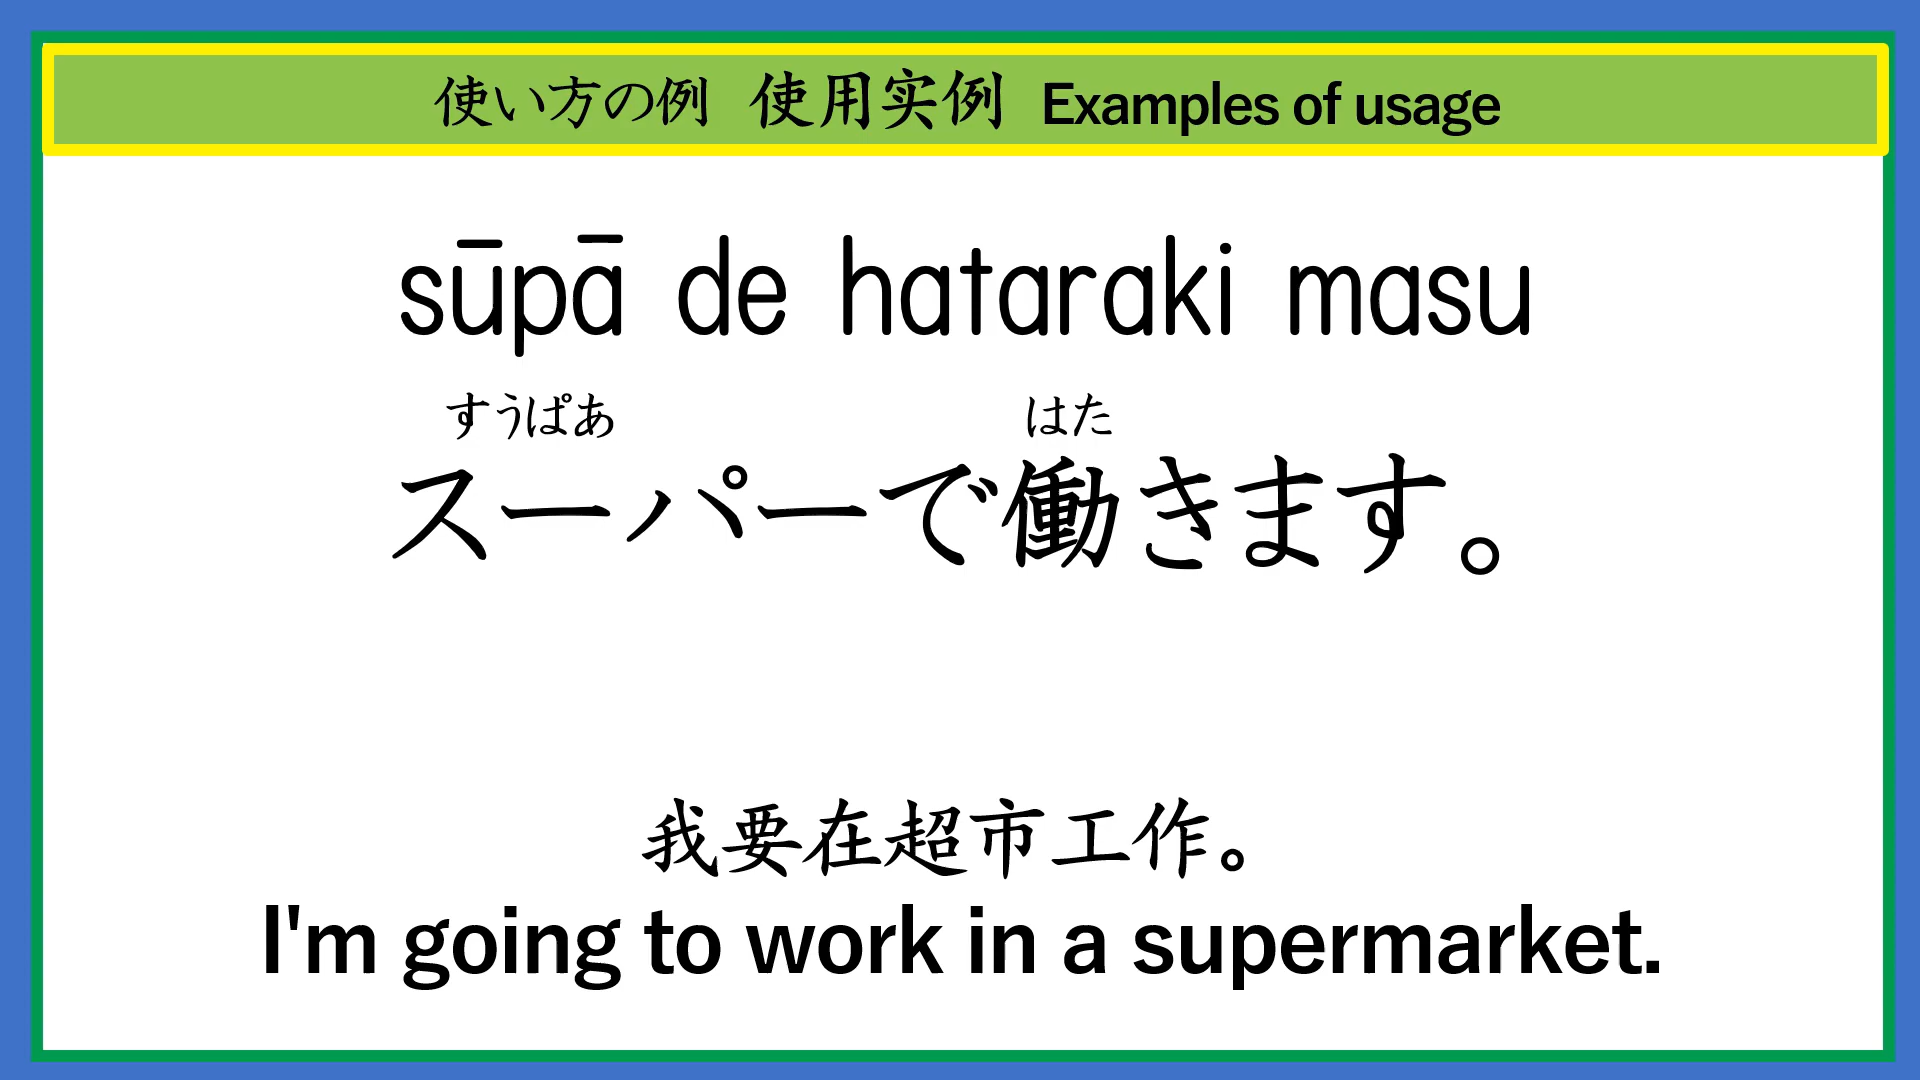 使い方の例 使用实例 Examples of usage
sūpā de hataraki masu
すうぱあ はた
スーパーで働きます。
我要在超市工作。
I'm going to work in a supermarket.